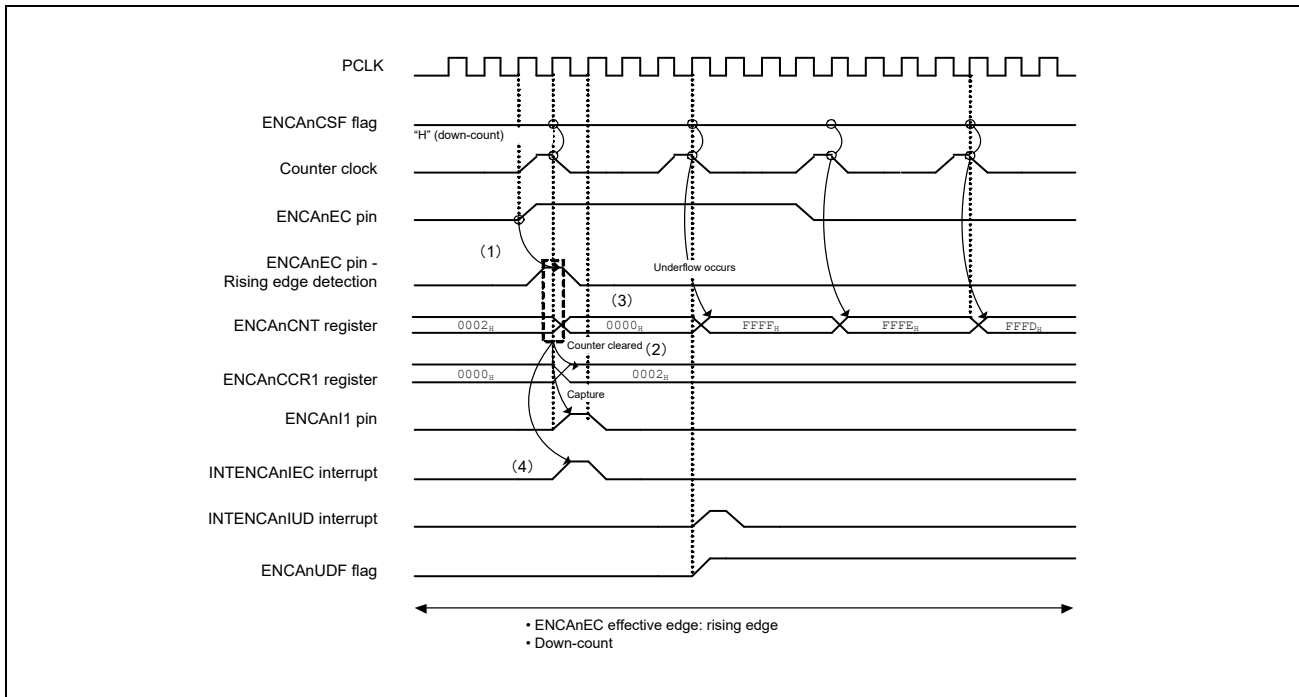 PCLK
ENCAnCSF flag
"H" (down-count)
Counter clock
ENCAnEC pin
(1)
ENCAnEC pin -
Rising edge detection
Underflow occurs
(3)
ENCAnCNT register
0002H
0000H
FFFFH
FFFEH
FFFDH
Counter cleared
(2)
ENCAnCCR1 register
0000H
0002H
Capture
ENCAnI1 pin
(4)
INTENCAnIEC interrupt
INTENCAnIUD interrupt
ENCAnUDF flag
• ENCAnEC effective edge: rising edge
• Down-count